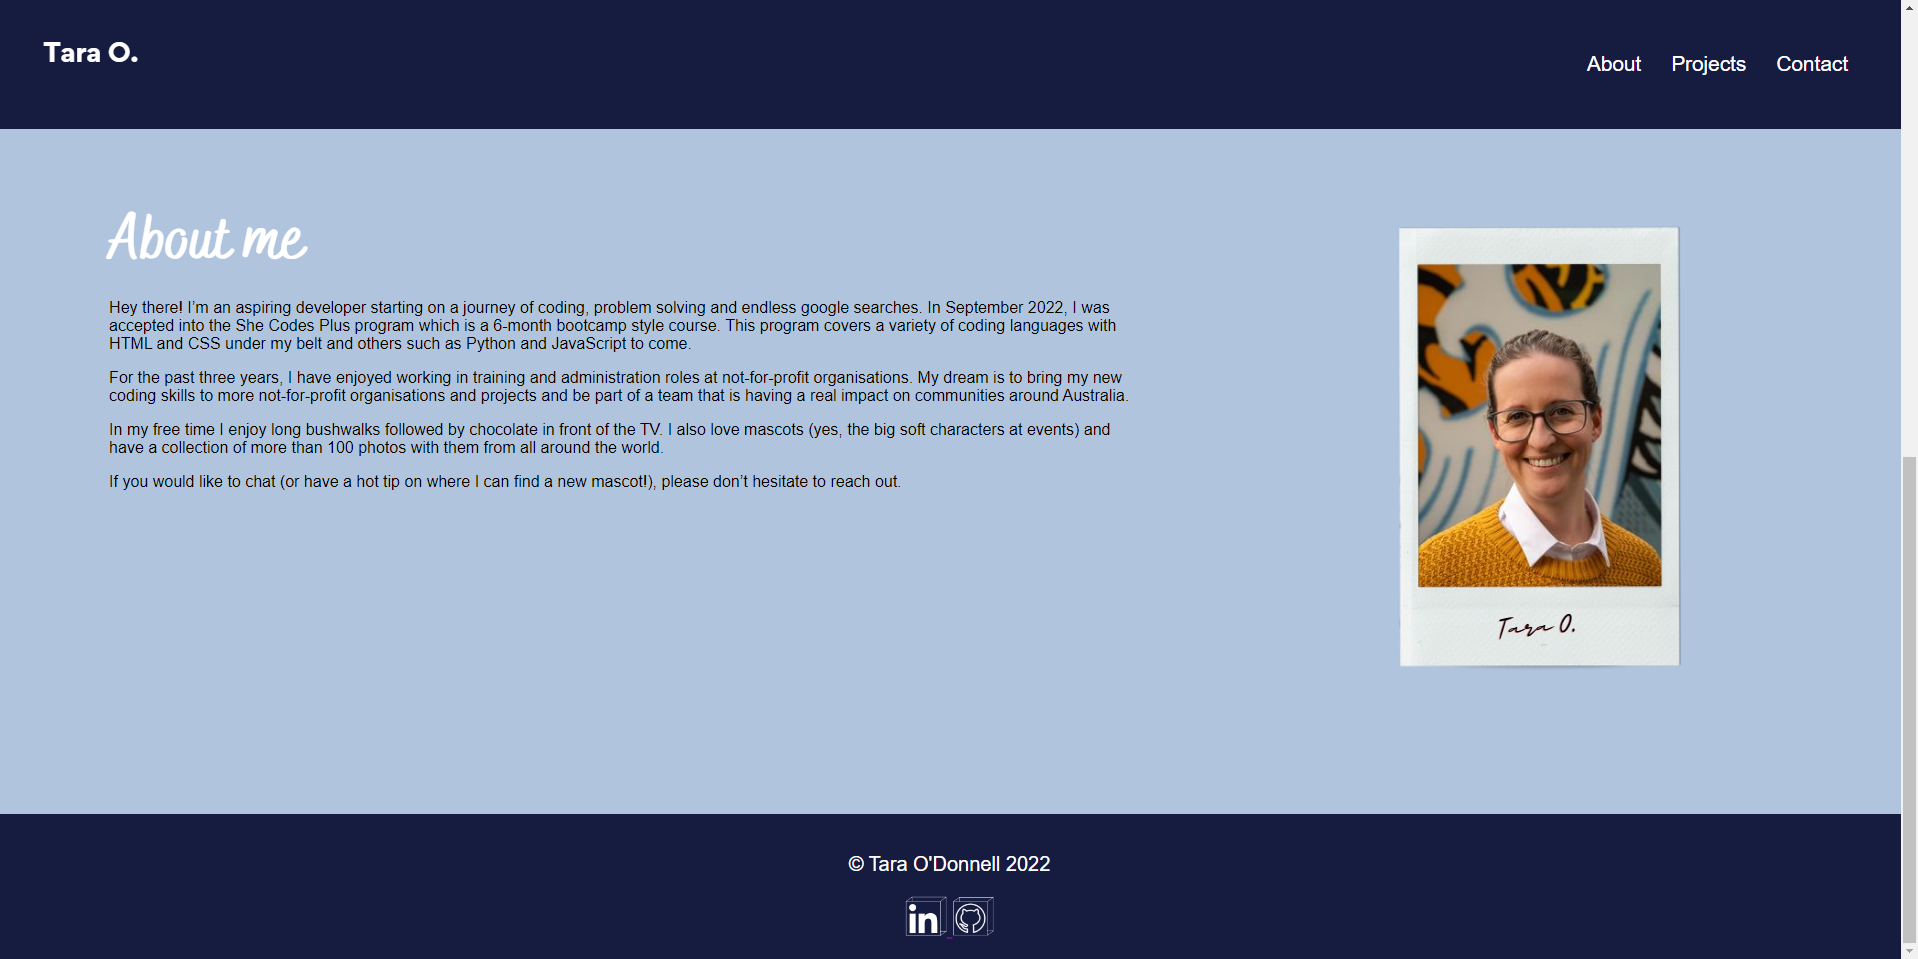 Tara O.
About Projects Contact
About me
Hey there! I’m an aspiring developer starting on a journey of coding, problem solving and endless google searches. In September 2022, I was
accepted into the She Codes Plus program which is a 6-month bootcamp style course. This program covers a variety of coding languages with
HTML and CSS under my belt and others such as Python and JavaScript to come.
For the past three years, I have enjoyed working in training and administration roles at not-for-profit organisations. My dream is to bring my new
coding skills to more not-for-profit organisations and projects and be part of a team that is having a real impact on communities around Australia.
In my free time I enjoy long bushwalks followed by chocolate in front of the TV. I also love mascots (yes, the big soft characters at events) and
have a collection of more than 100 photos with them from all around the world.
If you would like to chat (or have a hot tip on where I can find a new mascot!), please don’t hesitate to reach out.
Tara O.
© Tara O'Donnell 2022
in